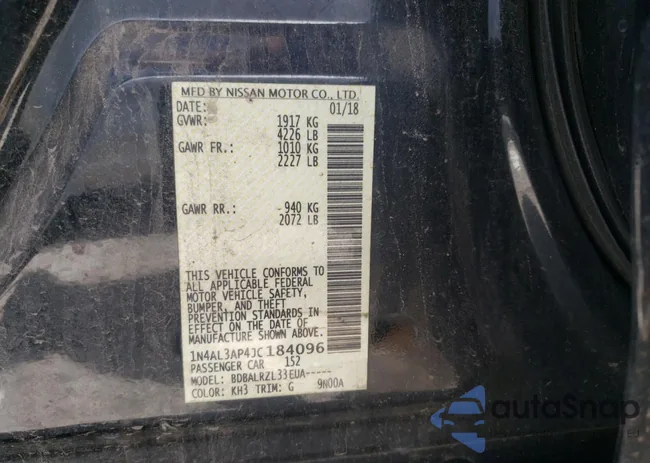 MFD BY NISSAN MOTOR CO., LTD.
DATE: 01/18
GVWR: 1917 KG
4226 LB
GAWR FR.: 1010 KG
2227 LB
GAWR RR.: 940 KG
2072 LB
THIS VEHICLE CONFORMS TO
ALL APPLICABLE FEDERAL
MOTOR VEHICLE SAFETY,
BUMPER, AND THEFT
PREVENTION STANDARDS IN
EFFECT ON THE DATE OF
MANUFACTURE SHOWN ABOVE.
1N4AL3AP4JC184096
PASSENGER CAR 152
MODEL: BDBALRZL33EUA-----
COLOR: KH3 TRIM: G 9N00A
autoSnap